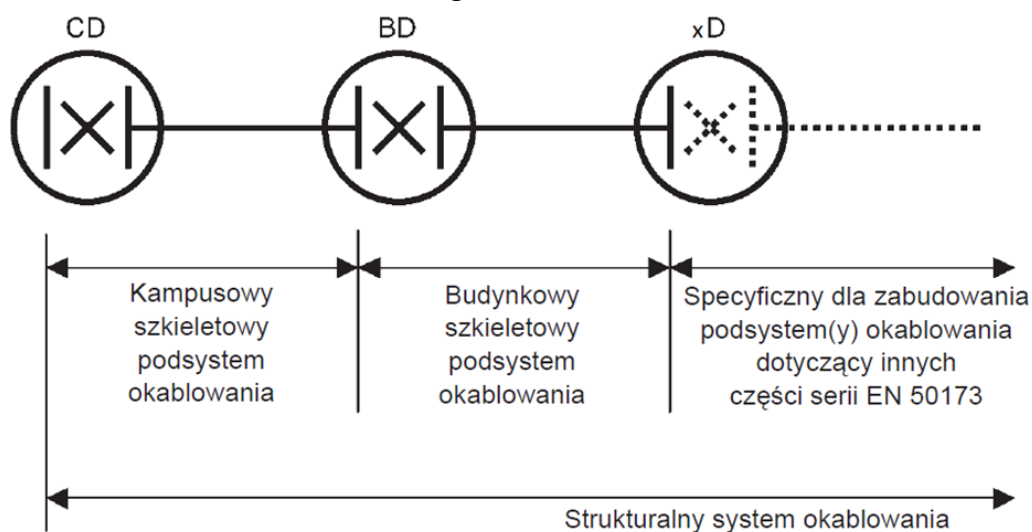 CD
BD
xD
Kampusowy
szkieletowy
podsystem
okablowania
Budynkowy
szkieletowy
podsystem
okablowania
Specyficzny dla zabudowania
podsystem(y) okablowania
dotyczący innych
części serii EN 50173
Strukturalny system okablowania